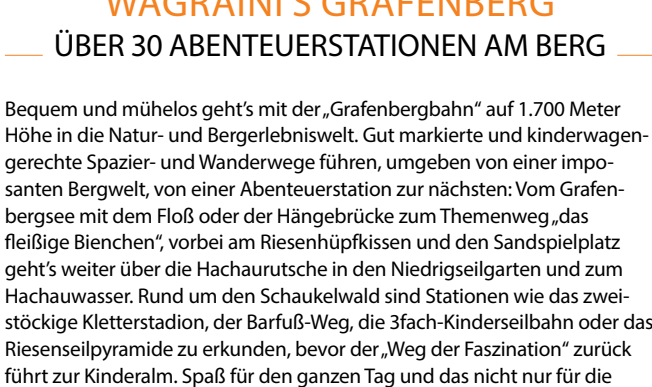 WAGRAINI'S GRAFENBERG
ÜBER 30 ABENTEUERSTATIONEN AM BERG
Bequem und mühelos geht's mit der „Grafenbergbahn“ auf 1.700 Meter
Höhe in die Natur- und Bergerlebniswelt. Gut markierte und kinderwagen-
gerechte Spazier- und Wanderwege führen, umgeben von einer impo-
santen Bergwelt, von einer Abenteuerstation zur nächsten: Vom Grafen-
bergsee mit dem Floß oder der Hängebrücke zum Themenweg „das
fleißige Bienchen“, vorbei am Riesenhüpfkissen und den Sandspielplatz
geht's weiter über die Hachaurutsche in den Niedrigseilgarten und zum
Hachauwasser. Rund um den Schaukelwald sind Stationen wie das zwei-
stöckige Kletterstadion, der Barfuß-Weg, die 3fach-Kinderseilbahn oder das
Riesenseilpyramide zu erkunden, bevor der „Weg der Faszination“ zurück
führt zur Kinderalm. Spaß für den ganzen Tag und das nicht nur für die